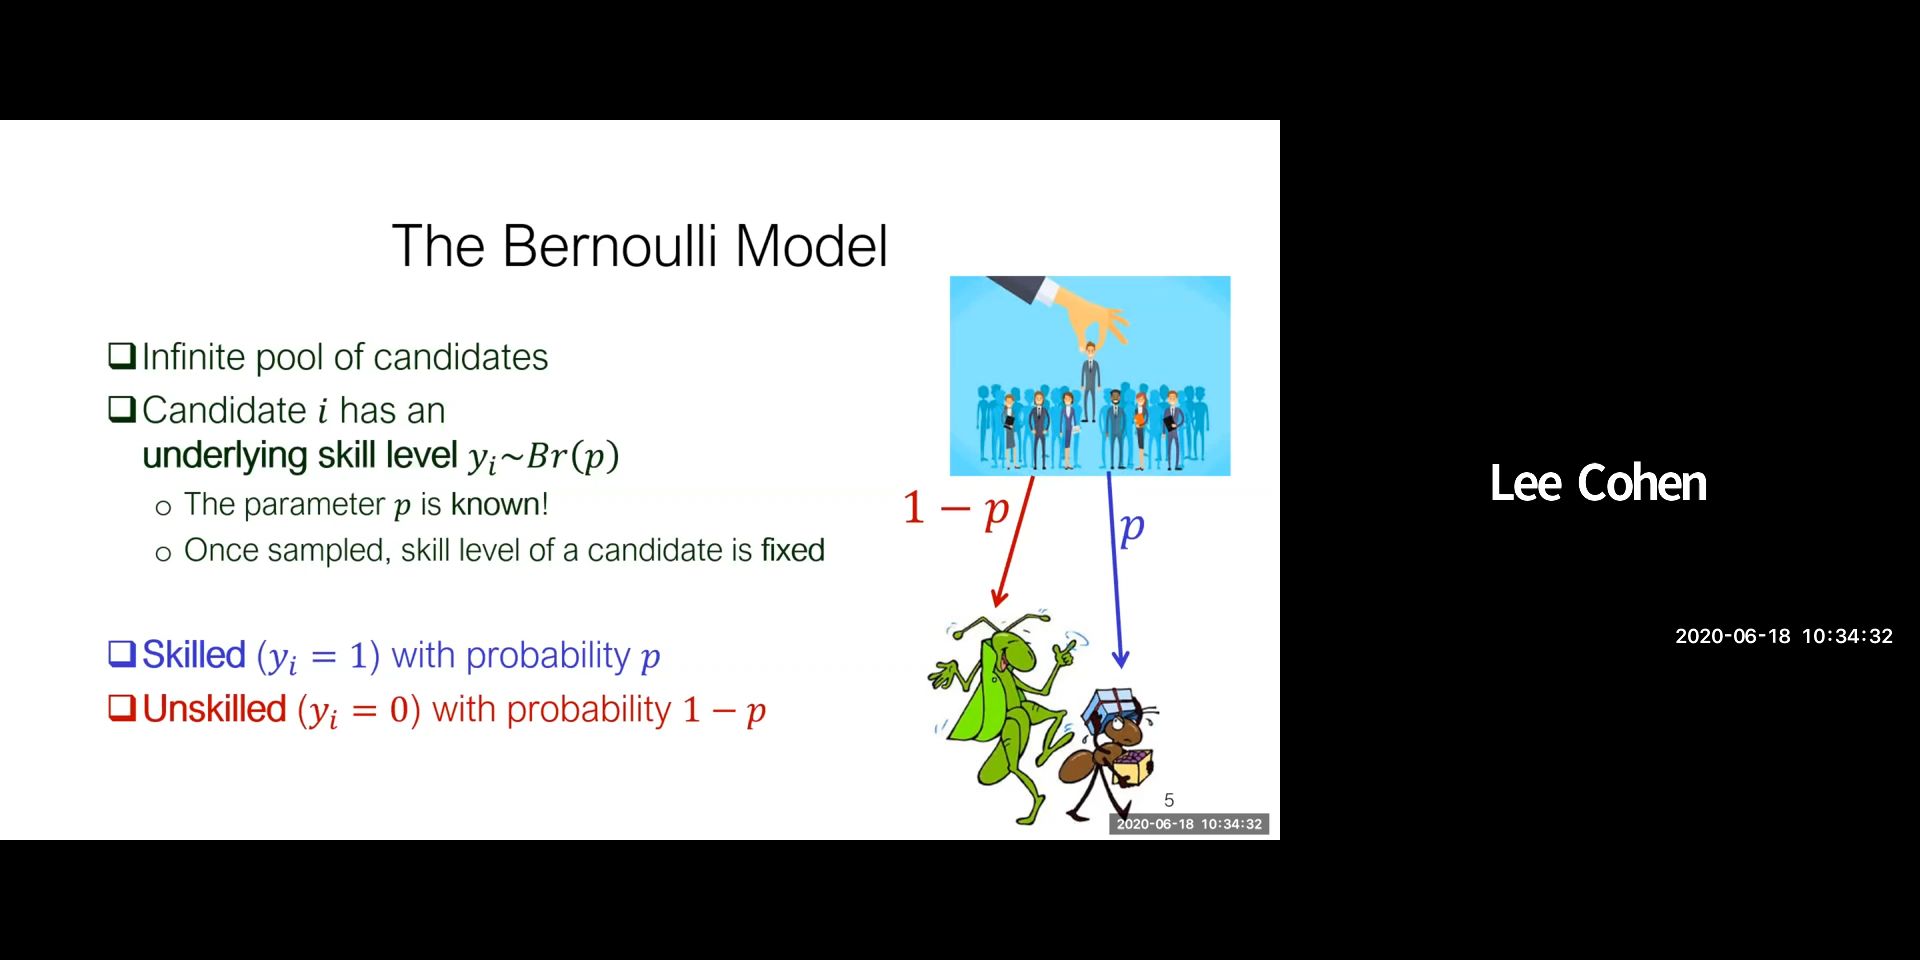 The Bernoulli Model
❑Infinite pool of candidates
❑Candidate 𝑖 has an
underlying skill level 𝑦ᵢ~𝐵𝑟(𝑝)
o The parameter 𝑝 is known!
o Once sampled, skill level of a candidate is fixed
❑Skilled (𝑦ᵢ = 1) with probability 𝑝
❑Unskilled (𝑦ᵢ = 0) with probability 1 − 𝑝
1 − 𝑝
𝑝
5
2020-06-18 10:34:32
Lee Cohen
2020-06-18 10:34:32